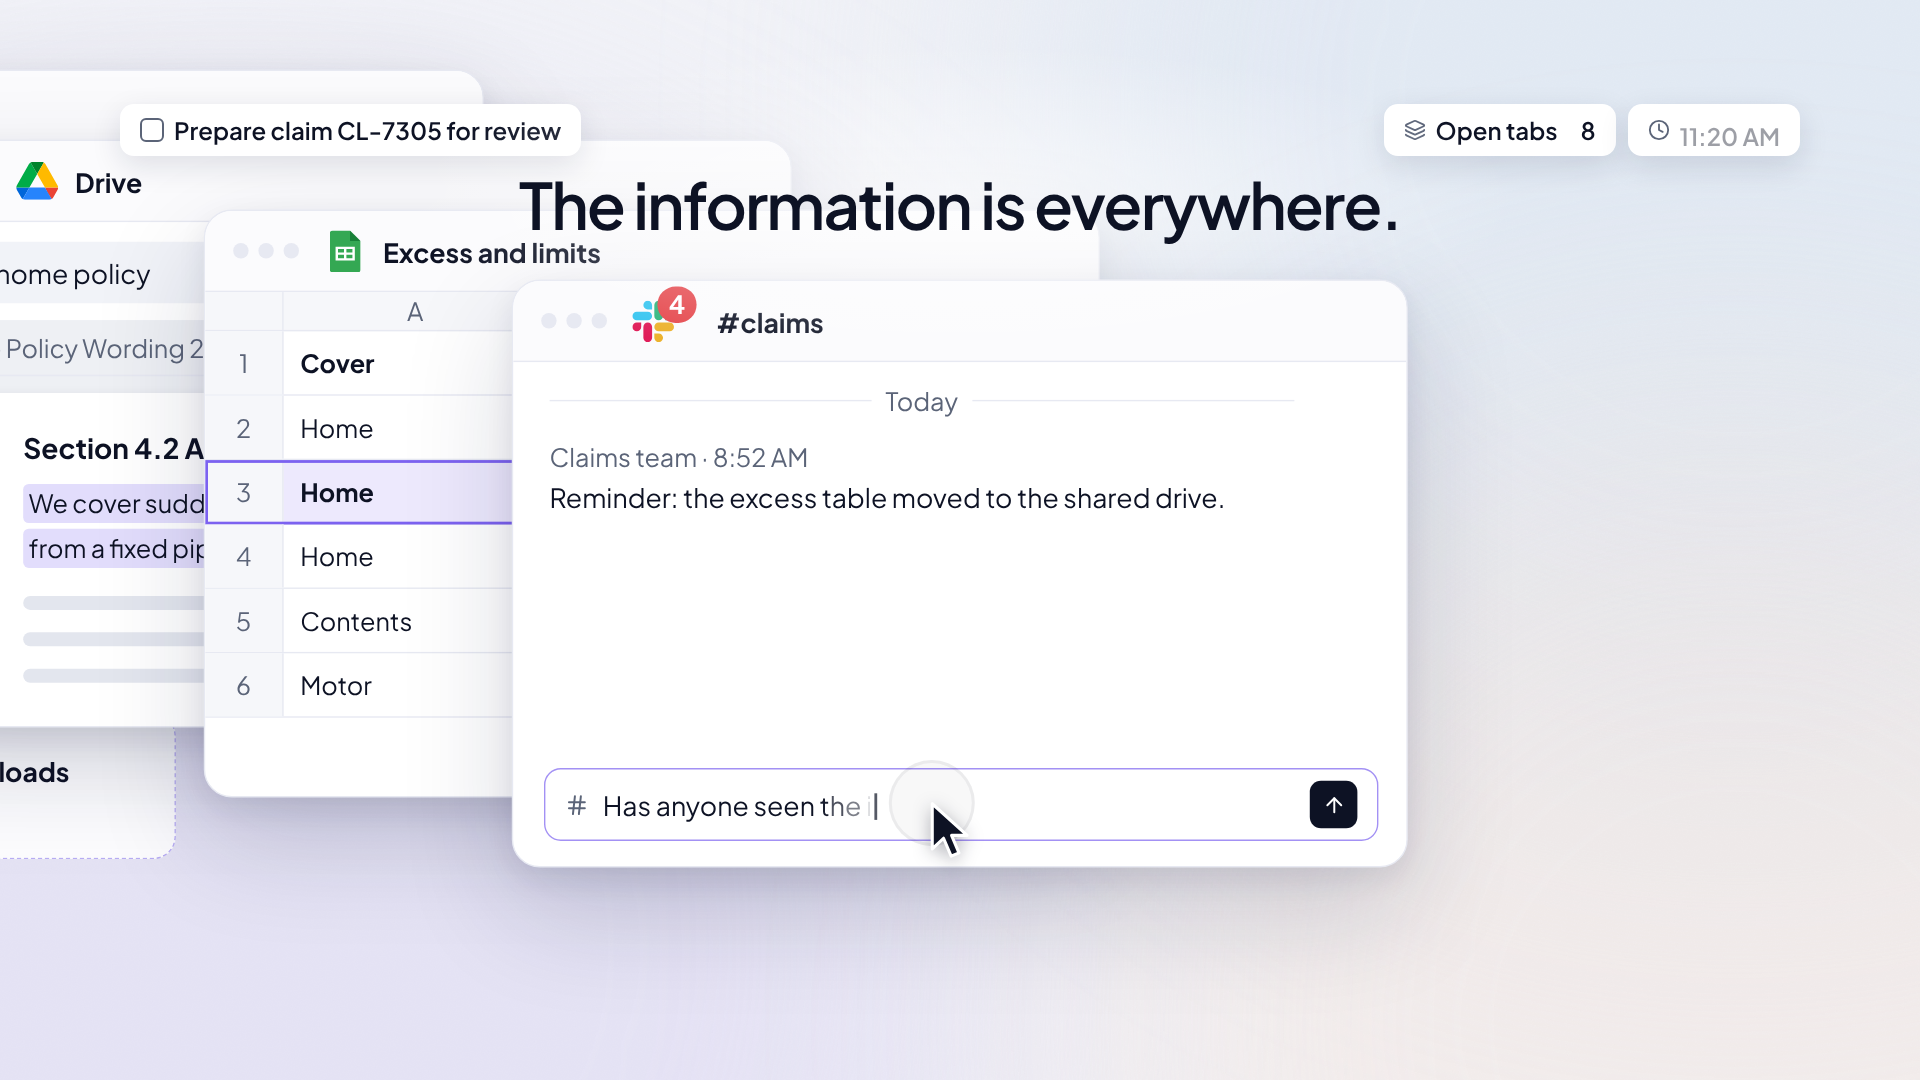 Prepare claim CL-7305 for review
Open tabs 8
11:20 AM
The information is everywhere.
Drive
home policy
Policy Wording 2
Section 4.2 A
We cover sudd
from a fixed pip
loads
Excess and limits
A
1 Cover
2 Home
3 Home
4 Home
5 Contents
6 Motor
4
#claims
Today
Claims team · 8:52 AM
Reminder: the excess table moved to the shared drive.
# Has anyone seen the i